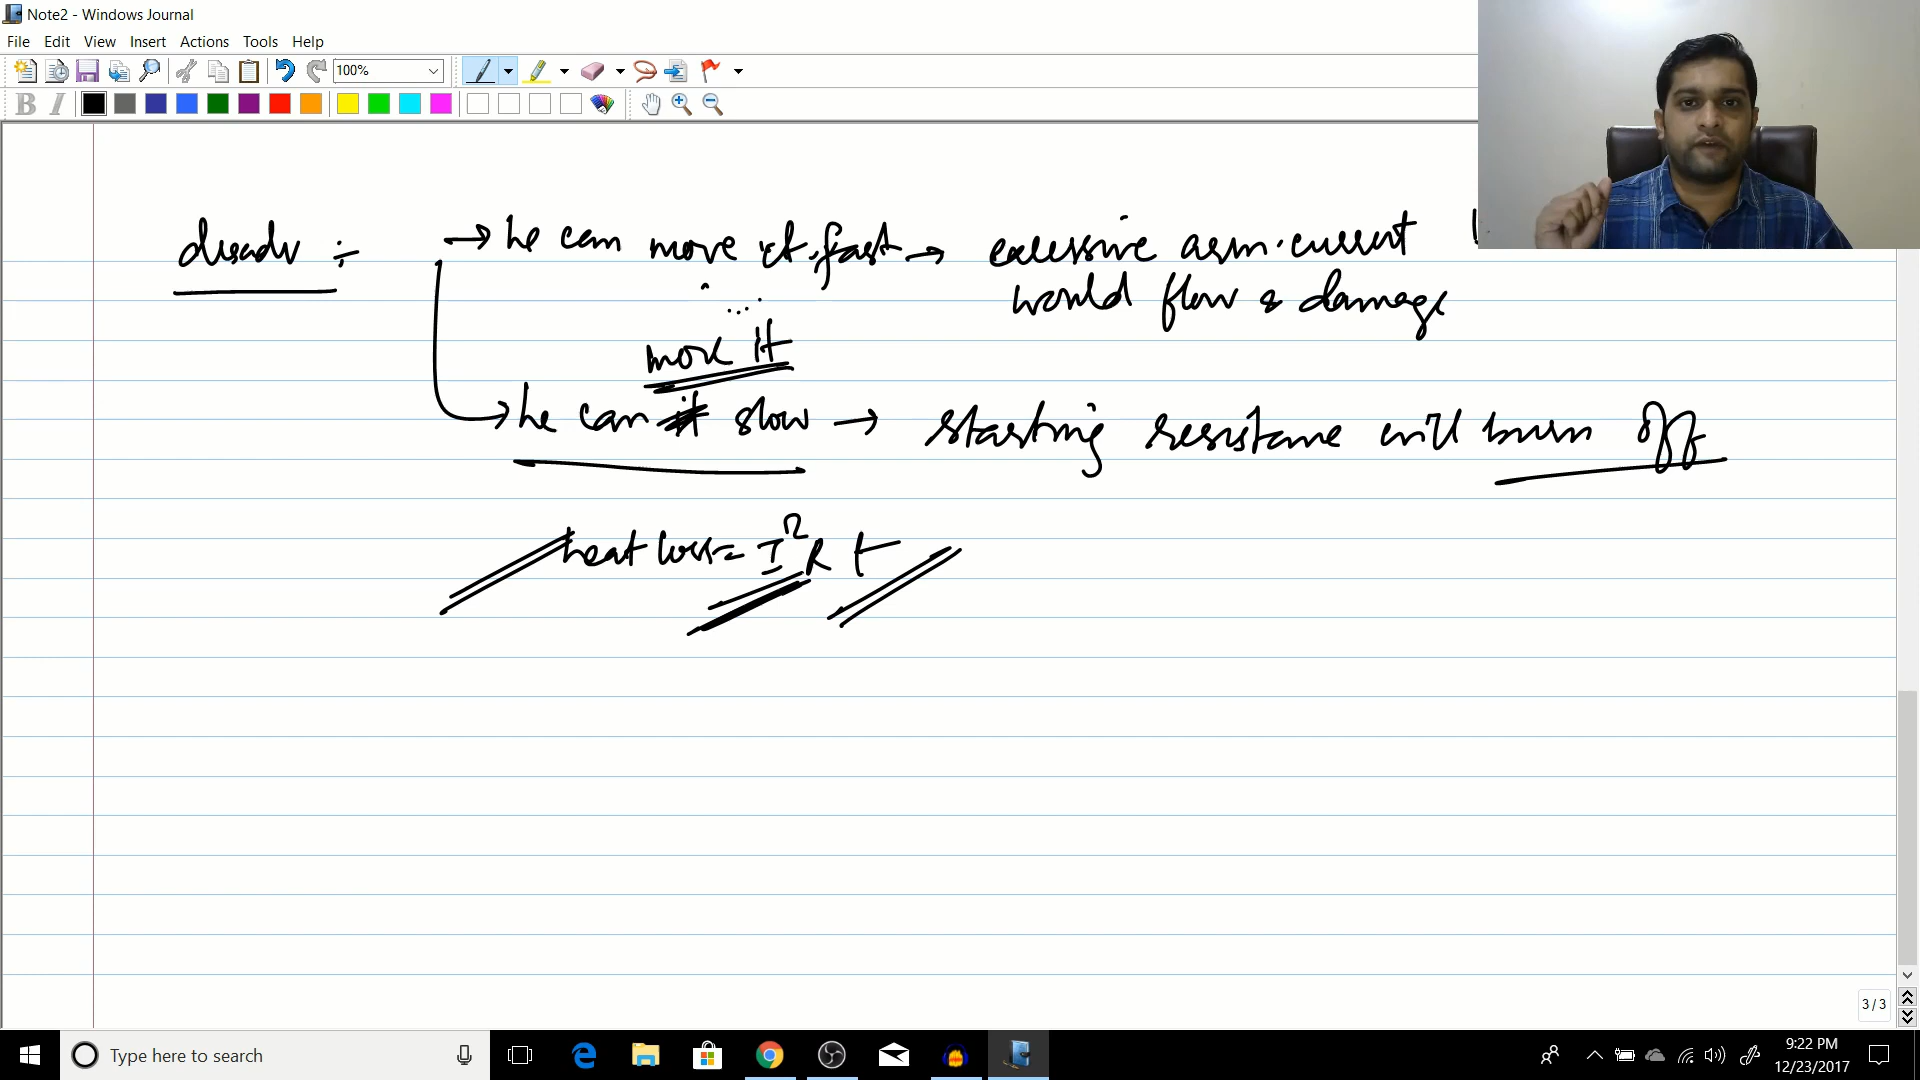 Note2 - Windows Journal
File Edit View Insert Actions Tools Help
100%
B I
disadv ÷ → he can move it fast → excessive arm. current
would flow & damage
move it
→ he can slow → starting resistance will burn off
heat loss = I²R t
3 / 3
Type here to search
9:22 PM
12/23/2017